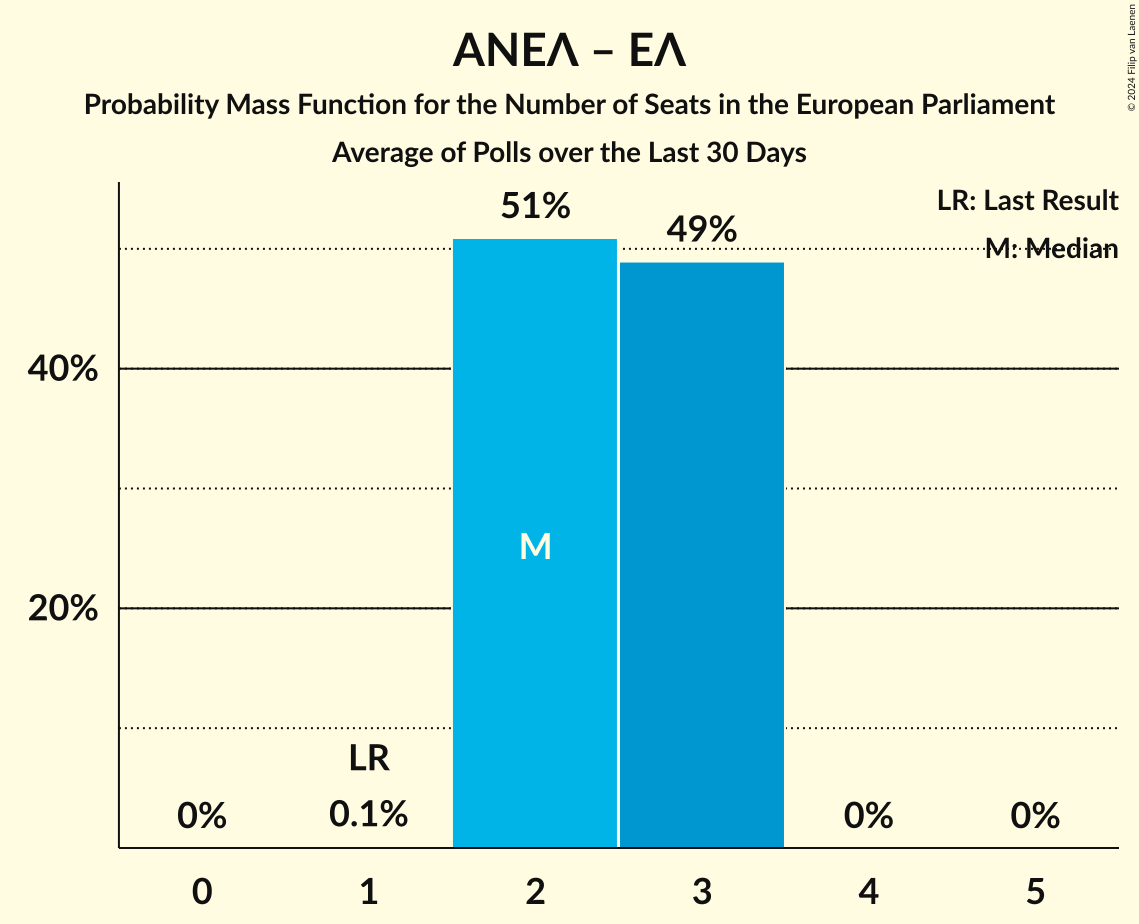 ΑΝΕΛ – ΕΛ
Probability Mass Function for the Number of Seats in the European Parliament
Average of Polls over the Last 30 Days
© 2024 Filip van Laenen
LR: Last Result
M: Median
51%
49%
40%
20%
M
LR
0%
0.1%
0%
0%
0
1
2
3
4
5